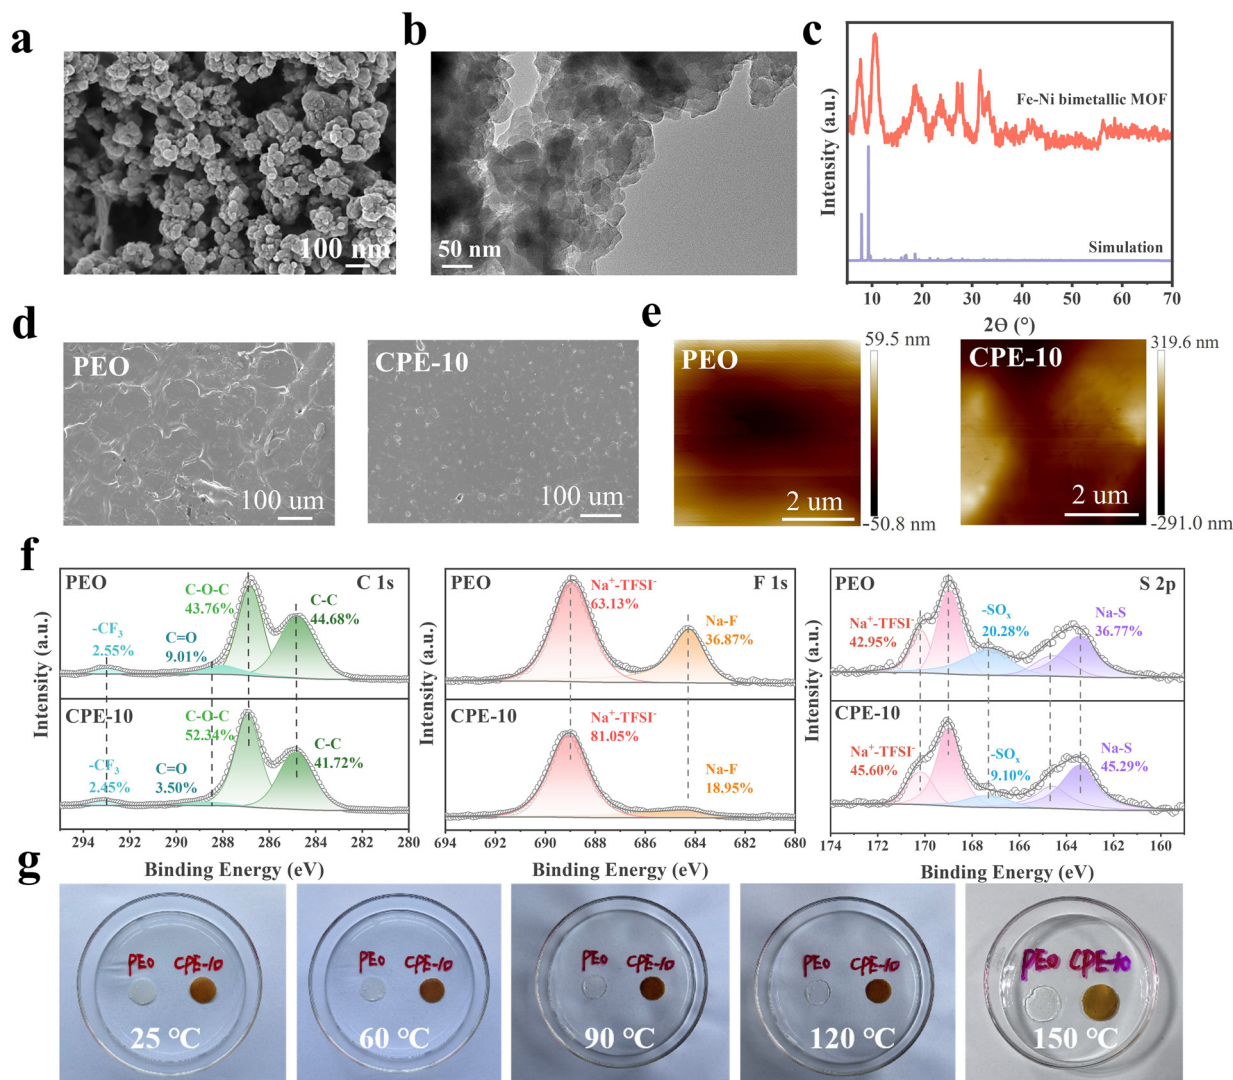 a
100 nm
b
50 nm
c
Intensity (a.u.)
Fe-Ni bimetallic MOF
Simulation
10 20 30 40 50 60 70
2Θ (°)
d
PEO
100 um
CPE-10
100 um
e
PEO
2 um
59.5 nm
-50.8 nm
CPE-10
2 um
319.6 nm
-291.0 nm
f
Intensity (a.u.)
PEO
C 1s
-CF₃
2.55%
C=O
9.01%
C-O-C
43.76%
C-C
44.68%
CPE-10
-CF₃
2.45%
C=O
3.50%
C-O-C
52.34%
C-C
41.72%
294 292 290 288 286 284 282 280
Binding Energy (eV)
Intensity (a.u.)
PEO
F 1s
Na⁺-TFSI⁻
63.13%
Na-F
36.87%
CPE-10
Na⁺-TFSI⁻
81.05%
Na-F
18.95%
694 692 690 688 686 684 682 680
Binding Energy (eV)
Intensity (a.u.)
PEO
S 2p
Na⁺-TFSI⁻
42.95%
-SOₓ
20.28%
Na-S
36.77%
CPE-10
Na⁺-TFSI⁻
45.60%
-SOₓ
9.10%
Na-S
45.29%
174 172 170 168 166 164 162 160
Binding Energy (eV)
g
PEO CPE-10
25 ℃
PEO CPE-10
60 ℃
PEO CPE-10
90 ℃
PEO CPE-10
120 ℃
PEO CPE-10
150 ℃